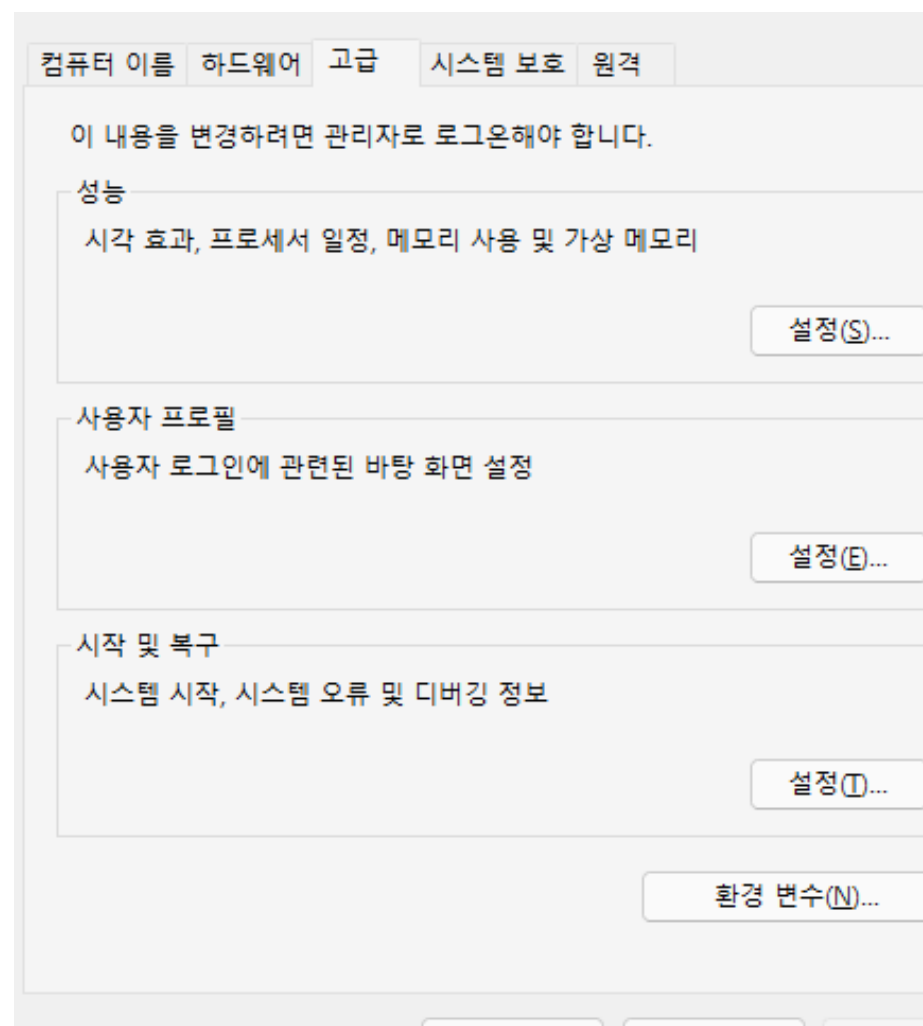 컴퓨터 이름 하드웨어 고급 시스템 보호 원격
이 내용을 변경하려면 관리자로 로그온해야 합니다.
성능
시각 효과, 프로세서 일정, 메모리 사용 및 가상 메모리
설정(S)...
사용자 프로필
사용자 로그인에 관련된 바탕 화면 설정
설정(E)...
시작 및 복구
시스템 시작, 시스템 오류 및 디버깅 정보
설정(T)...
환경 변수(N)...